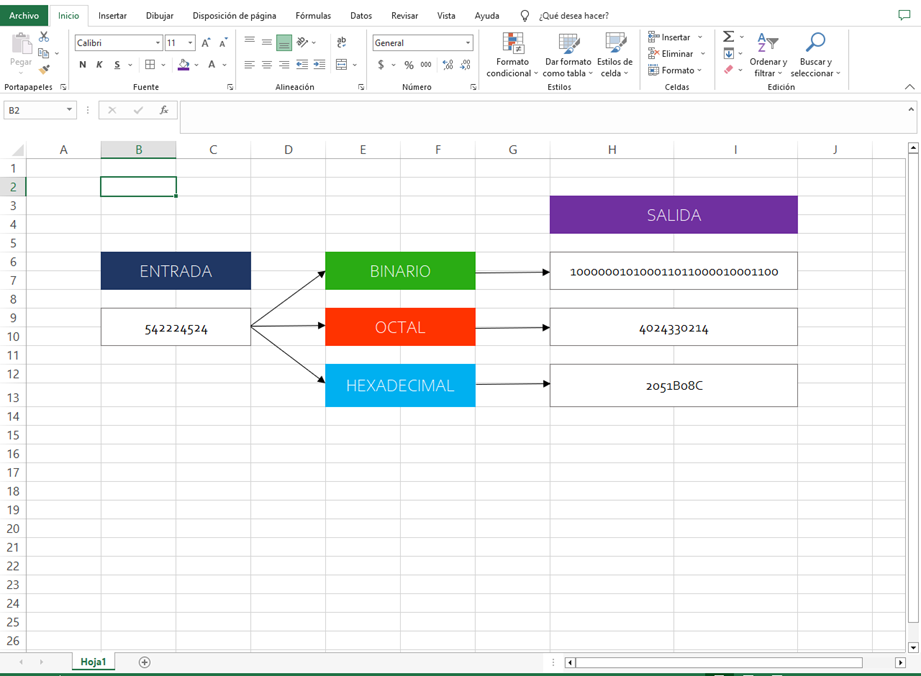 Archivo Inicio Insertar Dibujar Disposición de página Fórmulas Datos Revisar Vista Ayuda ¿Qué desea hacer?
Pegar
Calibri 11 A A
N K S A
ab
General
$ % 000
Formato condicional
Dar formato como tabla
Estilos de celda
Insertar
Eliminar
Formato
Σ
Ordenar y filtrar
Buscar y seleccionar
Portapapeles Fuente Alineación Número Estilos Celdas Edición
B2 fx
A B C D E F G H I J
1
2
3
SALIDA
4
5
6
ENTRADA BINARIO 100000010100011011000010001100
7
8
9
542224524 OCTAL 4024330214
10
11
12
HEXADECIMAL 2051B08C
13
14
15
16
17
18
19
20
21
22
23
24
25
26
Hoja1